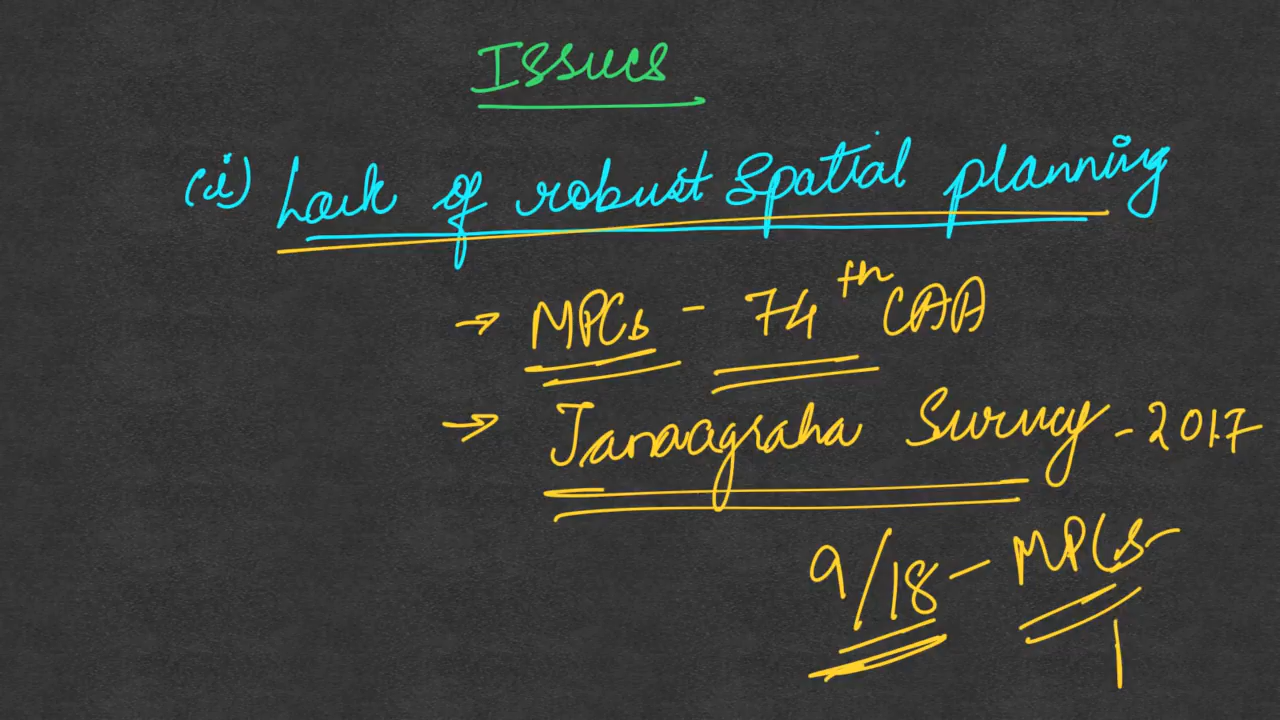 Issues
(i) Lack of robust Spatial planning
→ MPCs - 74th CAA
→ Janaagraha Survey - 2017
9/18 - MPCs